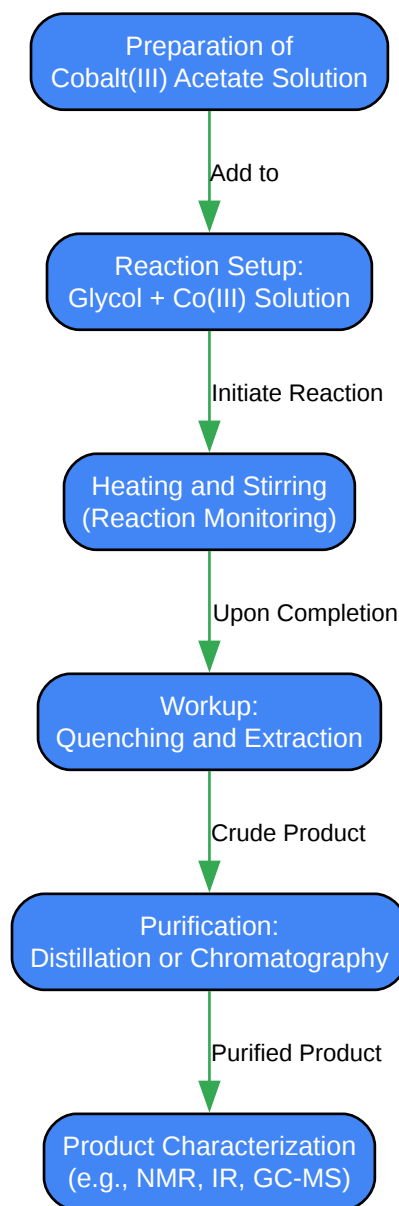 Preparation of
Cobalt(III) Acetate Solution
Add to
Reaction Setup:
Glycol + Co(III) Solution
Initiate Reaction
Heating and Stirring
(Reaction Monitoring)
Upon Completion
Workup:
Quenching and Extraction
Crude Product
Purification:
Distillation or Chromatography
Purified Product
Product Characterization
(e.g., NMR, IR, GC-MS)